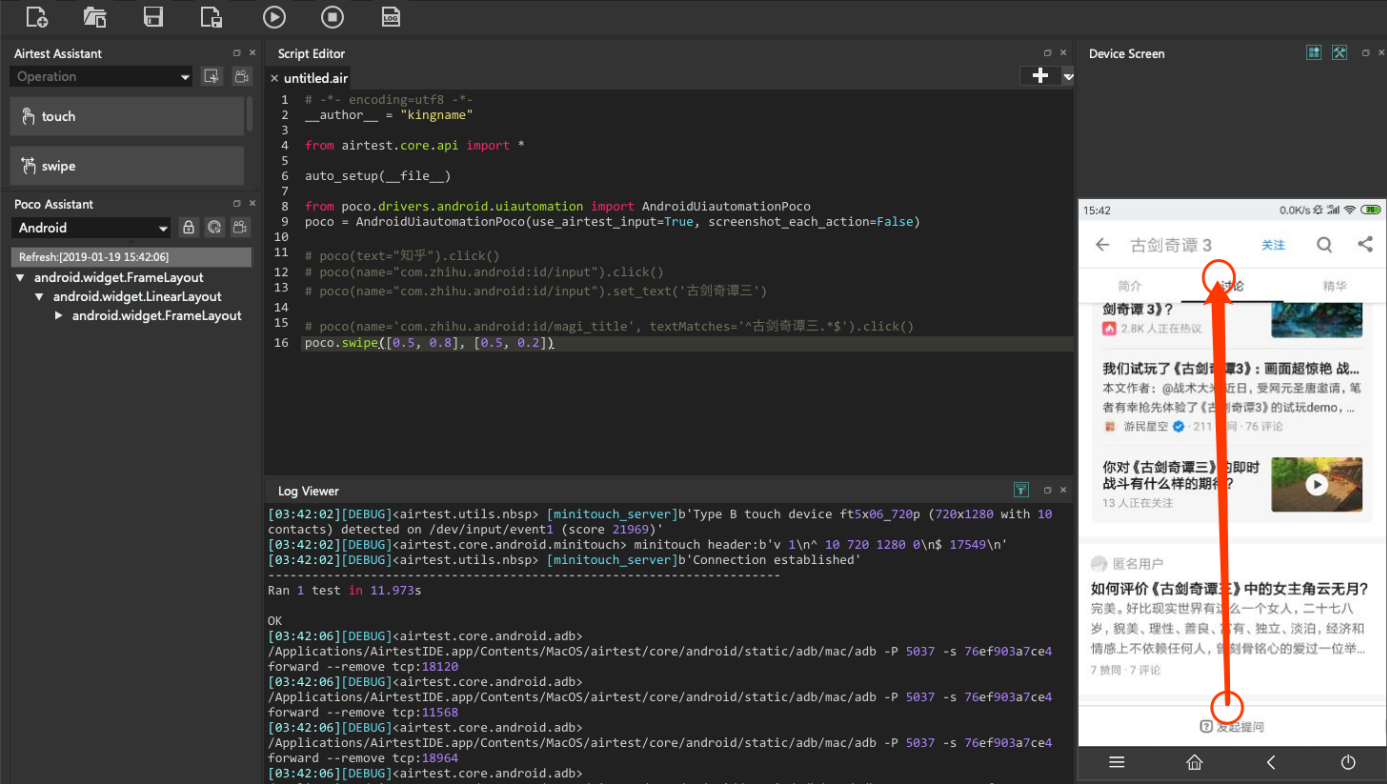 LOG
Airtest Assistant
Operation
touch
swipe
Poco Assistant
Android
Refresh:[2019-01-19 15:42:06]
android.widget.FrameLayout
android.widget.LinearLayout
android.widget.FrameLayout
Script Editor
untitled.air
1 # -*- encoding=utf8 -*-
2 __author__ = "kingname"
3
4 from airtest.core.api import *
5
6 auto_setup(__file__)
7
8 from poco.drivers.android.uiautomation import AndroidUiautomationPoco
9 poco = AndroidUiautomationPoco(use_airtest_input=True, screenshot_each_action=False)
10
11 # poco(text="知乎").click()
12 # poco(name="com.zhihu.android:id/input").click()
13 # poco(name="com.zhihu.android:id/input").set_text('古剑奇谭三')
14
15 # poco(name='com.zhihu.android:id/magi_title', textMatches='^古剑奇谭三.*$').click()
16 poco.swipe([0.5, 0.8], [0.5, 0.2])
Log Viewer
[03:42:02][DEBUG]<airtest.utils.nbsp> [minitouch_server]b'Type B touch device ft5x06_720p (720x1280 with 10
contacts) detected on /dev/input/event1 (score 21969)'
[03:42:02][DEBUG]<airtest.core.android.minitouch> minitouch header:b'v 1\n^ 10 720 1280 0\n$ 17549\n'
[03:42:02][DEBUG]<airtest.utils.nbsp> [minitouch_server]b'Connection established'
----------------------------------------------------------------------
Ran 1 test in 11.973s
OK
[03:42:06][DEBUG]<airtest.core.android.adb>
/Applications/AirtestIDE.app/Contents/MacOS/airtest/core/android/static/adb/mac/adb -P 5037 -s 76ef903a7ce4
forward --remove tcp:18120
[03:42:06][DEBUG]<airtest.core.android.adb>
/Applications/AirtestIDE.app/Contents/MacOS/airtest/core/android/static/adb/mac/adb -P 5037 -s 76ef903a7ce4
forward --remove tcp:11568
[03:42:06][DEBUG]<airtest.core.android.adb>
/Applications/AirtestIDE.app/Contents/MacOS/airtest/core/android/static/adb/mac/adb -P 5037 -s 76ef903a7ce4
forward --remove tcp:18964
[03:42:06][DEBUG]<airtest.core.android.adb>
Device Screen
15:42 0.0K/s
古剑奇谭 3 关注
简介 讨论 精华
剑奇谭 3》?
2.8K 人正在热议
我们试玩了《古剑奇谭3》: 画面超惊艳 战...
本文作者: @战术大米 近日, 受网元圣唐邀请, 笔
者有幸抢先体验了《古剑奇谭3》的试玩demo, ...
游民星空 · 211 赞同 · 76 评论
你对《古剑奇谭三》的即时
战斗有什么样的期待?
13 人正在关注
匿名用户
如何评价《古剑奇谭三》中的女主角云无月?
完美。好比现实世界有这么一个女人, 二十七八
岁, 貌美、理性、善良、富有、独立、淡泊, 经济和
情感上不依赖任何人, 曾刻骨铭心的爱过一位举...
7 赞同 · 7 评论
发起提问